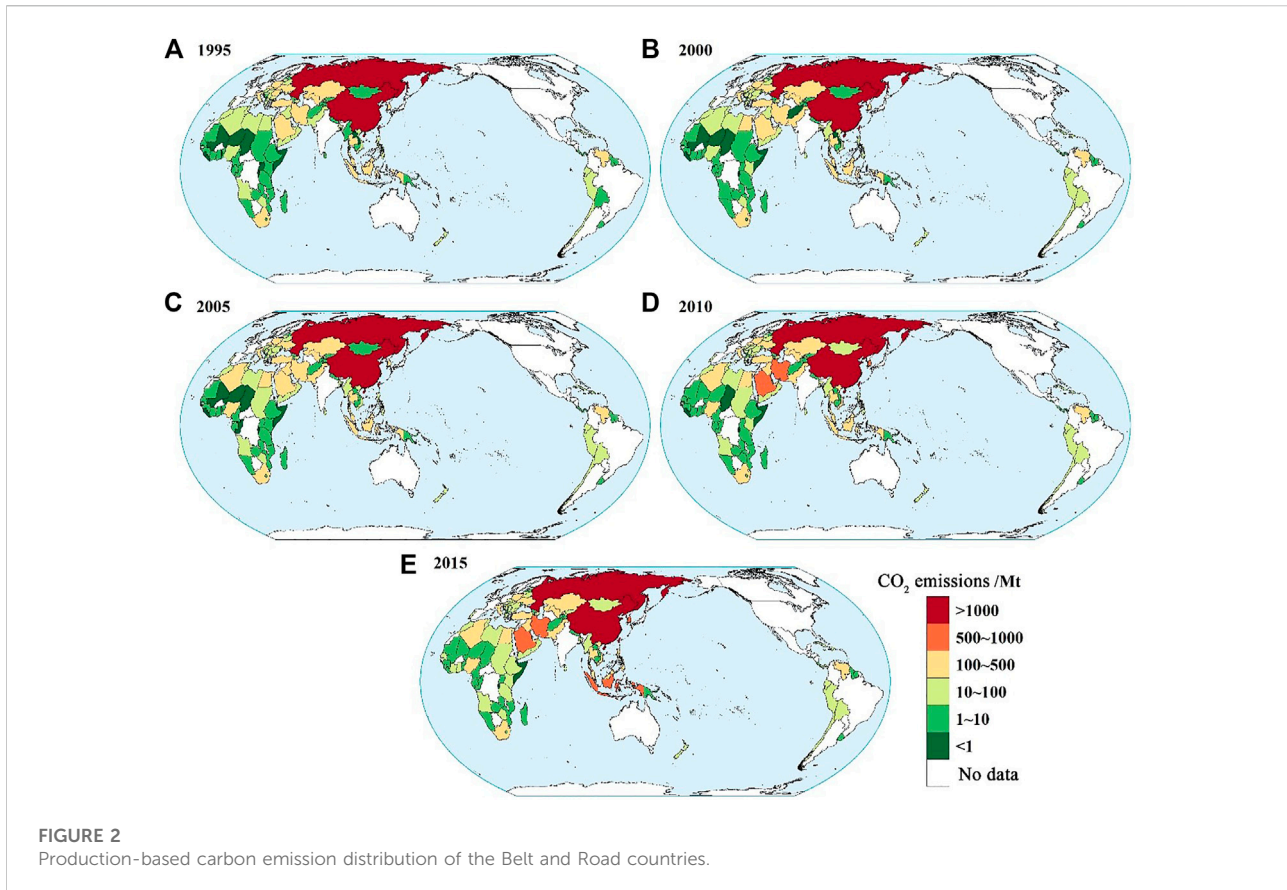 A 1995
B 2000
C 2005
D 2010
E 2015
CO₂ emissions /Mt
>1000
500~1000
100~500
10~100
1~10
<1
No data
FIGURE 2
Production-based carbon emission distribution of the Belt and Road countries.